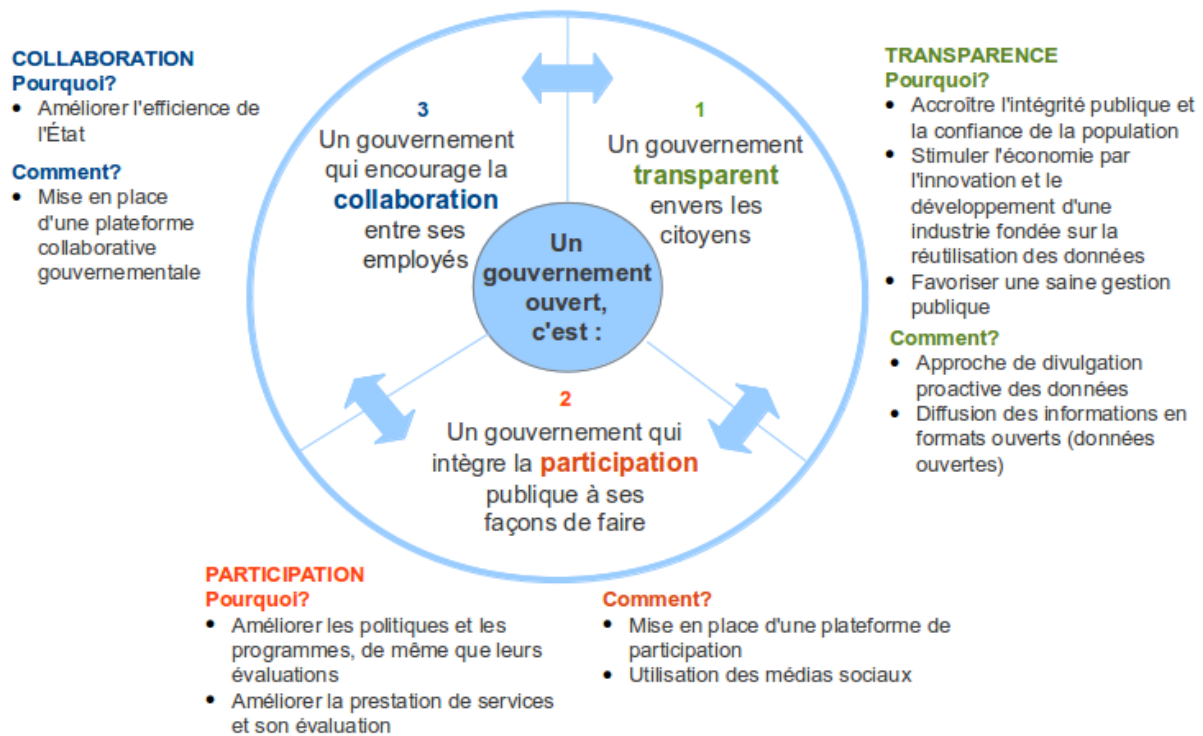 COLLABORATION
Pourquoi?
• Améliorer l'efficience de
l'État
Comment?
• Mise en place
d'une plateforme
collaborative
gouvernementale
3
Un gouvernement
qui encourage la
collaboration
entre ses
employés
1
Un gouvernement
transparent
envers les
citoyens
Un
gouvernement
ouvert,
c'est :
2
Un gouvernement qui
intègre la participation
publique à ses
façons de faire
TRANSPARENCE
Pourquoi?
• Accroître l'intégrité publique et
la confiance de la population
• Stimuler l'économie par
l'innovation et le
développement d'une
industrie fondée sur la
réutilisation des données
• Favoriser une saine gestion
publique
Comment?
• Approche de divulgation
proactive des données
• Diffusion des informations en
formats ouverts (données
ouvertes)
PARTICIPATION
Pourquoi?
• Améliorer les politiques et les
programmes, de même que leurs
évaluations
• Améliorer la prestation de services
et son évaluation
Comment?
• Mise en place d'une plateforme de
participation
• Utilisation des médias sociaux